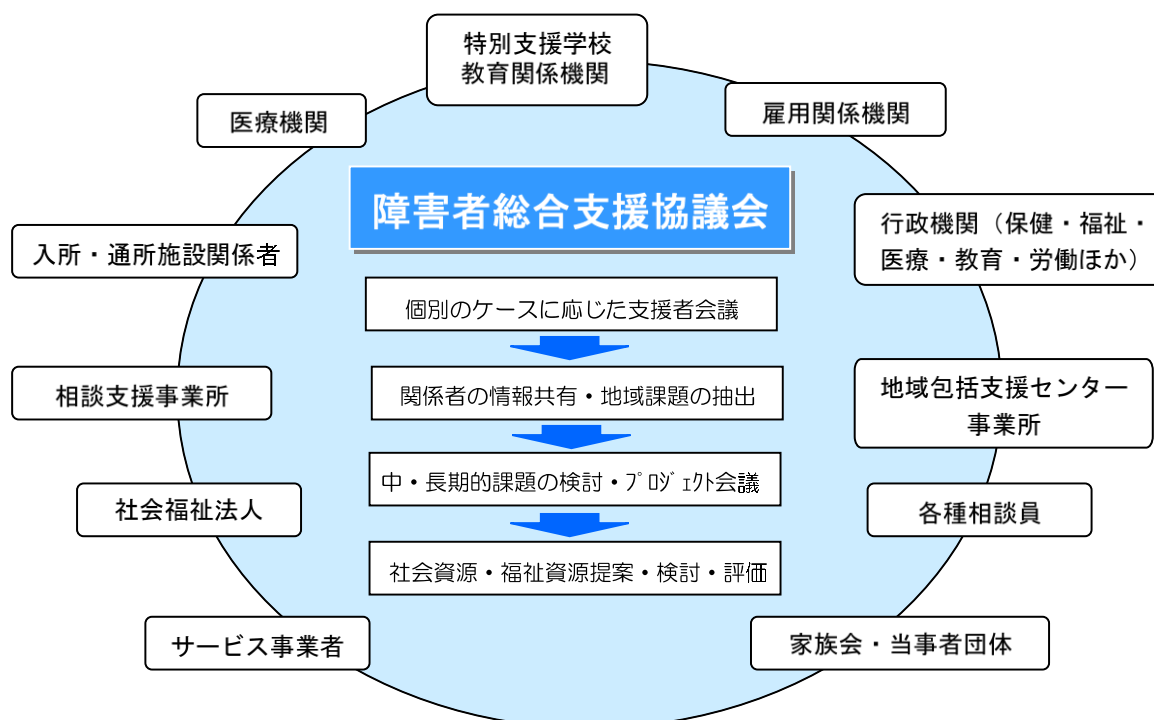 特別支援学校
教育関係機関
医療機関
雇用関係機関
障害者総合支援協議会
入所・通所施設関係者
行政機関（保健・福祉・
医療・教育・労働ほか）
個別のケースに応じた支援者会議
相談支援事業所
関係者の情報共有・地域課題の抽出
地域包括支援センター
事業所
中・長期的課題の検討・ﾌﾟﾛｼﾞｪｸﾄ会議
社会福祉法人
各種相談員
社会資源・福祉資源提案・検討・評価
サービス事業者
家族会・当事者団体